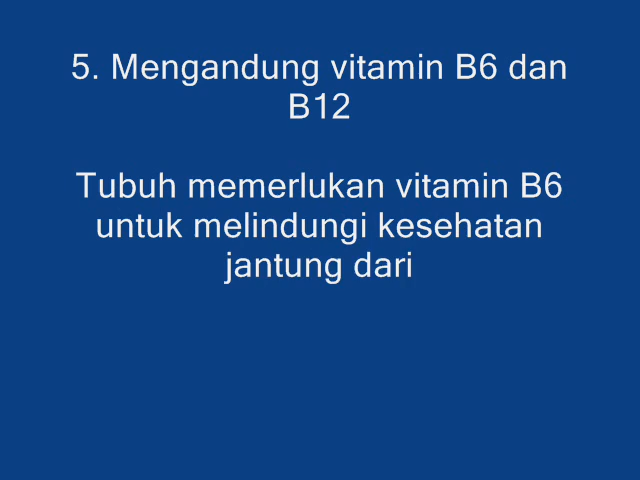 5. Mengandung vitamin B6 dan
B12
Tubuh memerlukan vitamin B6
untuk melindungi kesehatan
jantung dari